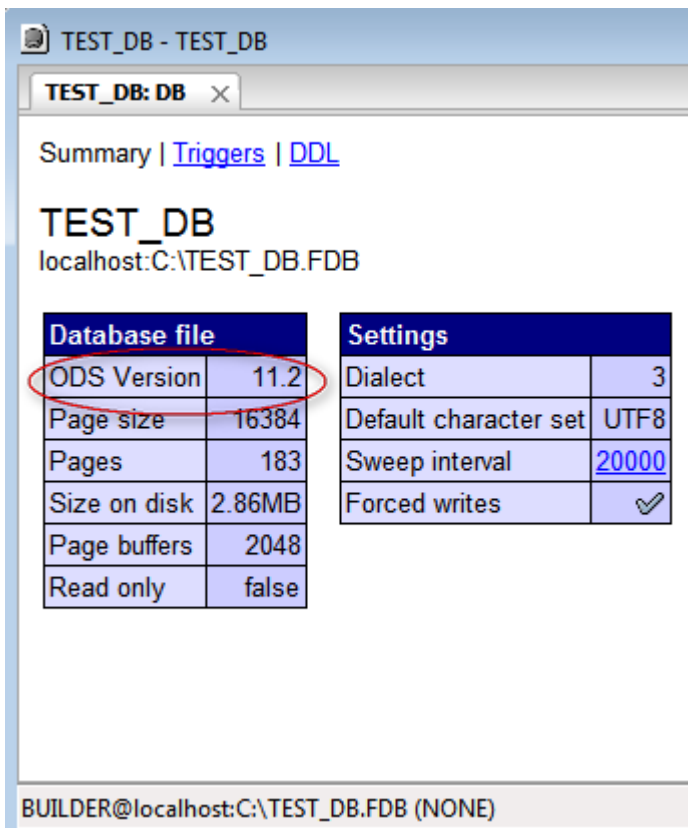 TEST_DB - TEST_DB
TEST_DB: DB
Summary | Triggers | DDL
TEST_DB
localhost:C:\TEST_DB.FDB
Database file
ODS Version 11.2
Page size 16384
Pages 183
Size on disk 2.86MB
Page buffers 2048
Read only false
Settings
Dialect 3
Default character set UTF8
Sweep interval 20000
Forced writes ✓
BUILDER@localhost:C:\TEST_DB.FDB (NONE)